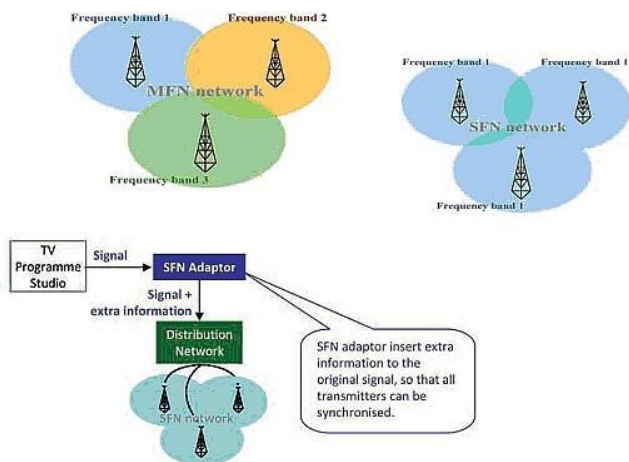 Frequency band 1
Frequency band 2
MFN network
Frequency band 3
Frequency band 1
Frequency band 1
SFN network
Frequency band 1
TV
Programme
Studio
Signal
SFN Adaptor
Signal +
extra information
Distribution
Network
SFN network
SFN adaptor insert extra
information to the
original signal, so that all
transmitters can be
synchronised.